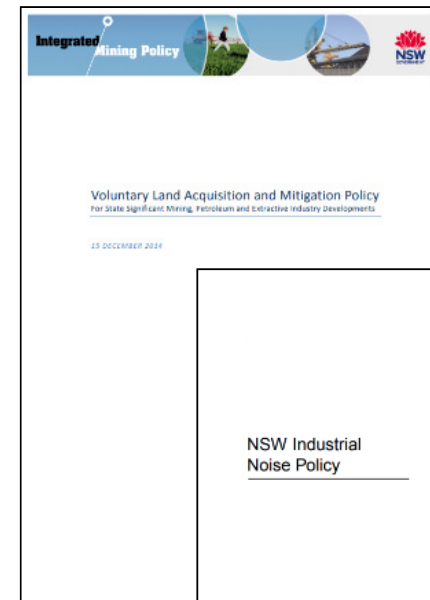 Integrated
Mining Policy
NSW
GOVERNMENT
Voluntary Land Acquisition and Mitigation Policy
For State Significant Mining, Petroleum and Extractive Industry Developments
15 DECEMBER 2014
NSW Industrial
Noise Policy